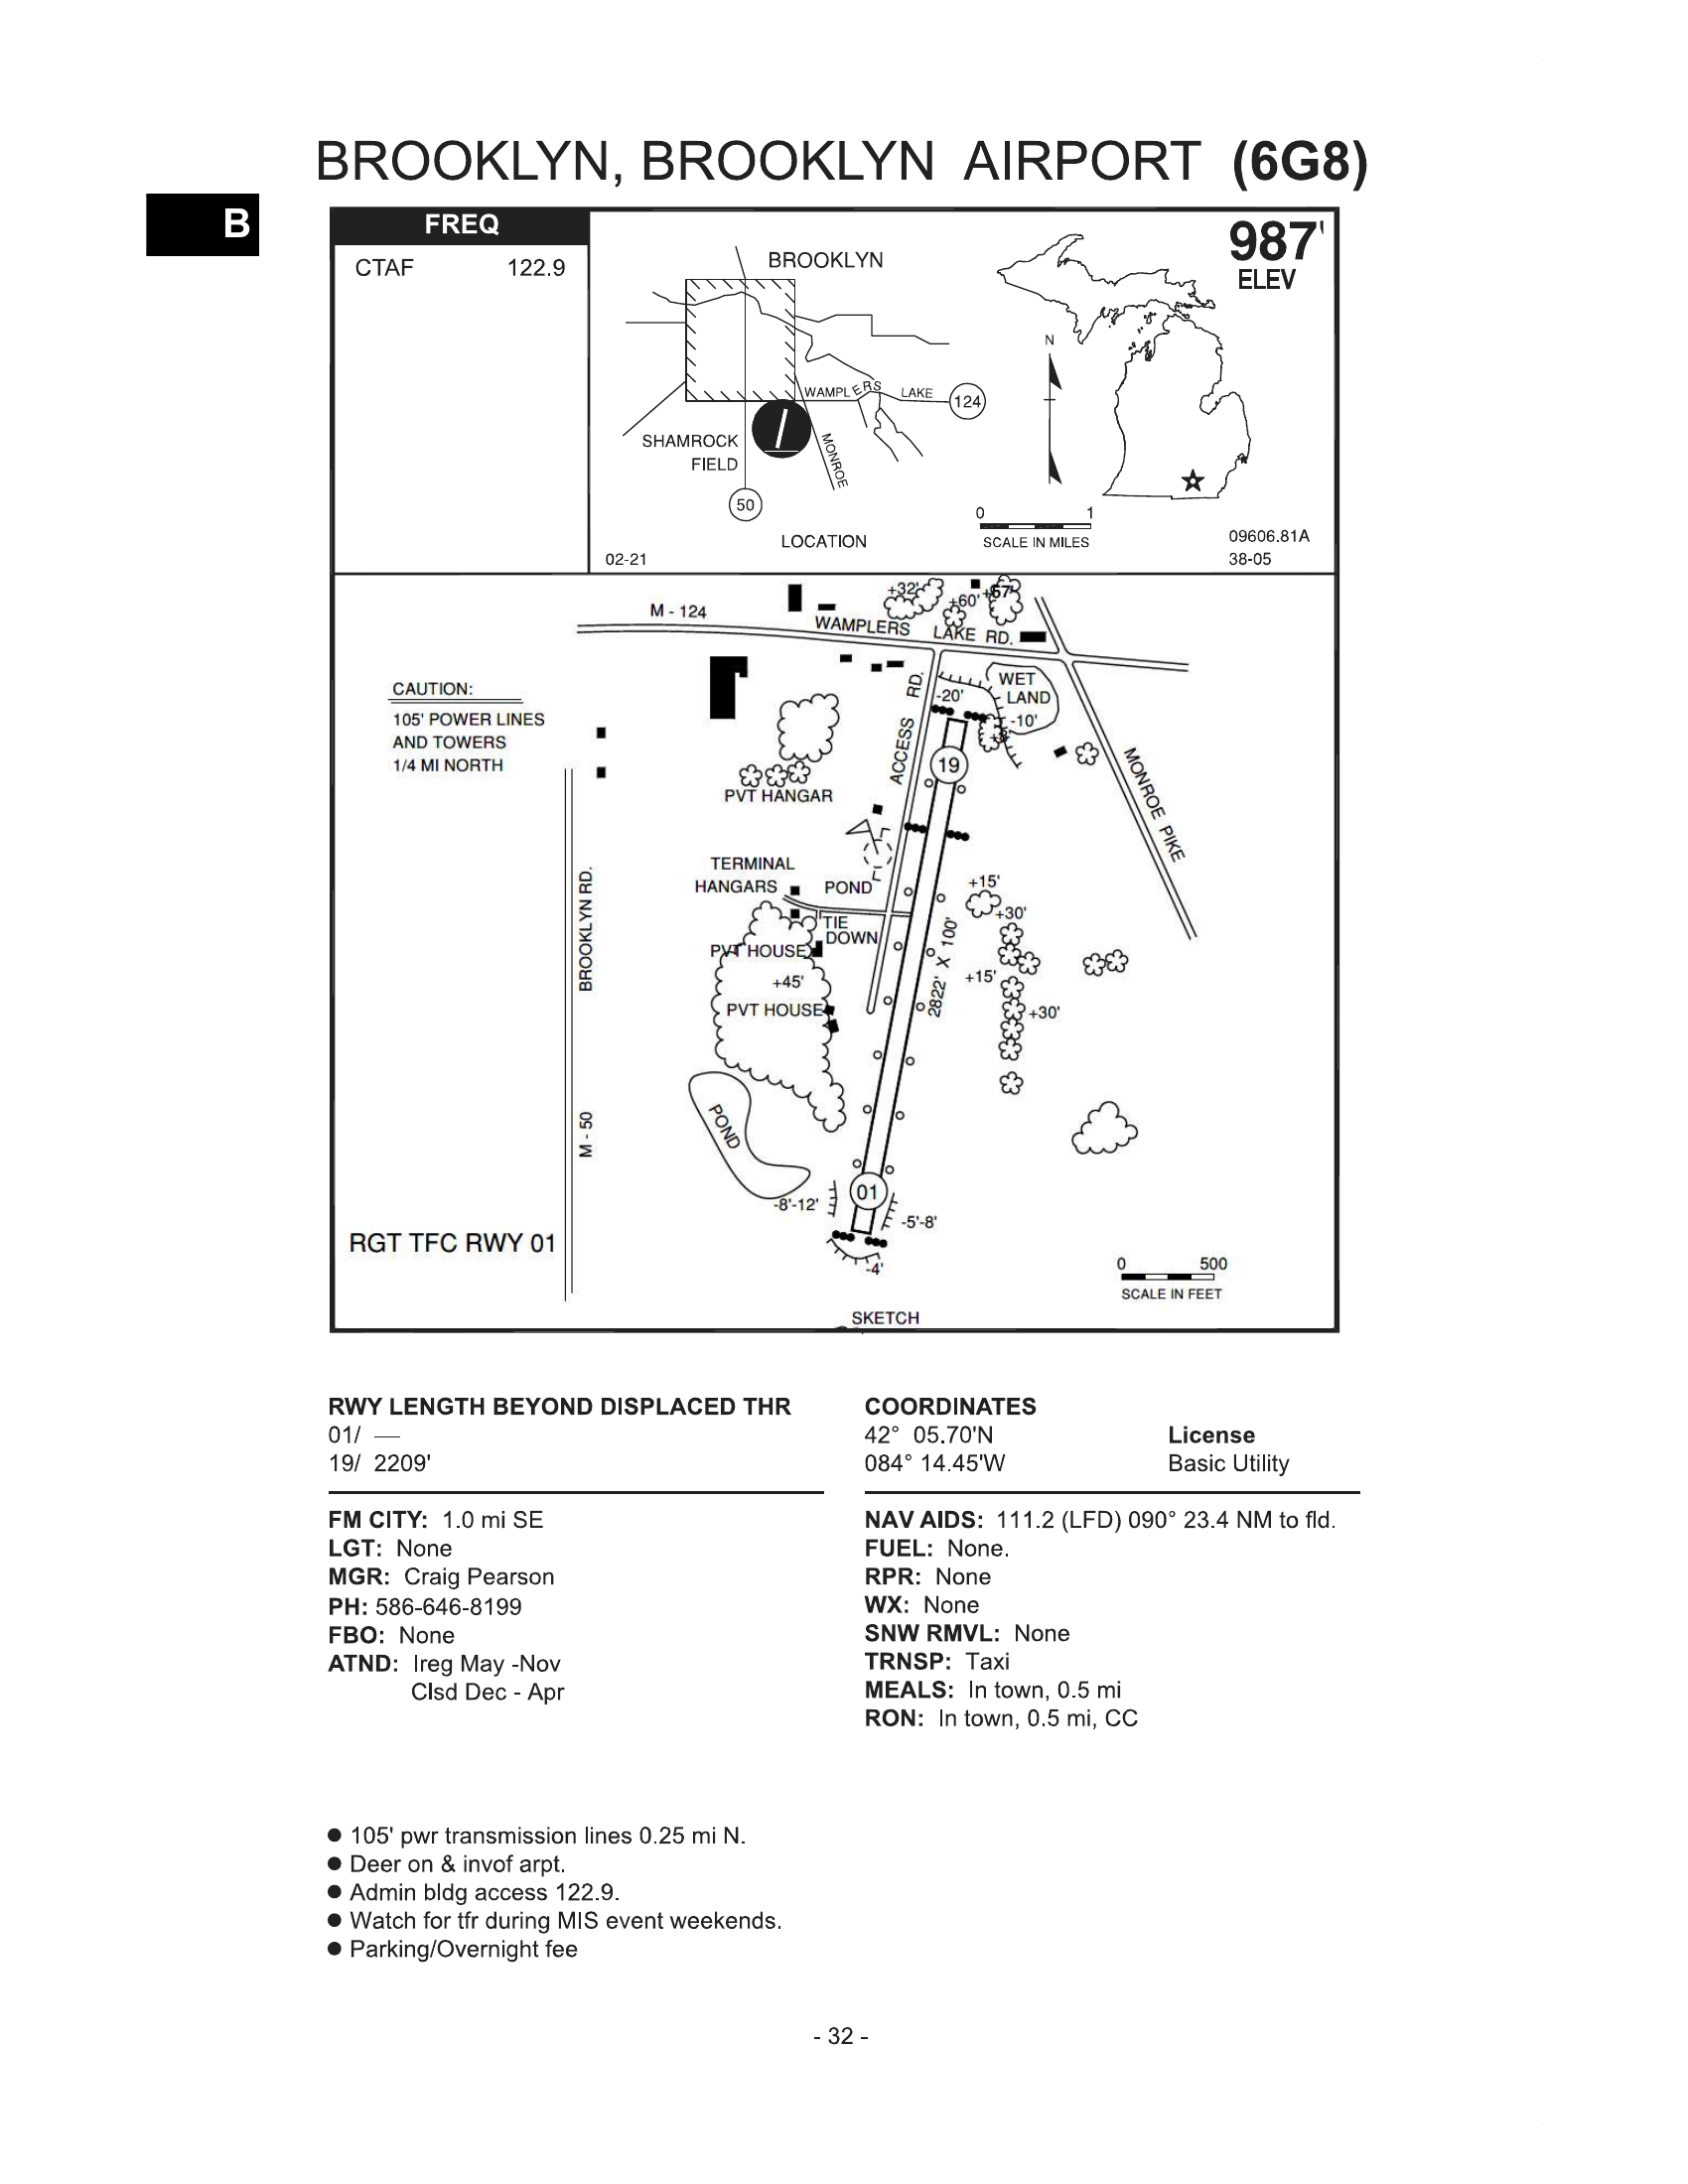 BROOKLYN, BROOKLYN AIRPORT (6G8)
B
FREQ
CTAF 122.9
BROOKLYN
WAMPLERS LAKE
124
SHAMROCK
FIELD
MONROE
50
LOCATION
02-21
N
0 1
SCALE IN MILES
987'
ELEV
09606.81A
38-05
M - 124
WAMPLERS LAKE RD.
+32'
+60'
+67'
CAUTION:
105' POWER LINES
AND TOWERS
1/4 MI NORTH
ACCESS RD.
-20'
WET
LAND
-10'
19
MONROE PIKE
PVT HANGAR
TERMINAL
HANGARS
POND
TIE
DOWN
PVT HOUSE
+45'
PVT HOUSE
+15'
+30'
+15'
+30'
2822' X 100'
BROOKLYN RD.
M - 50
POND
-8'-12'
01
-5'-8'
-4'
RGT TFC RWY 01
0 500
SCALE IN FEET
SKETCH
RWY LENGTH BEYOND DISPLACED THR
01/ —
19/ 2209'
COORDINATES
42° 05.70'N
084° 14.45'W
License
Basic Utility
FM CITY: 1.0 mi SE
LGT: None
MGR: Craig Pearson
PH: 586-646-8199
FBO: None
ATND: Ireg May -Nov
Clsd Dec - Apr
NAV AIDS: 111.2 (LFD) 090° 23.4 NM to fld.
FUEL: None.
RPR: None
WX: None
SNW RMVL: None
TRNSP: Taxi
MEALS: In town, 0.5 mi
RON: In town, 0.5 mi, CC
● 105' pwr transmission lines 0.25 mi N.
● Deer on & invof arpt.
● Admin bldg access 122.9.
● Watch for tfr during MIS event weekends.
● Parking/Overnight fee
- 32 -